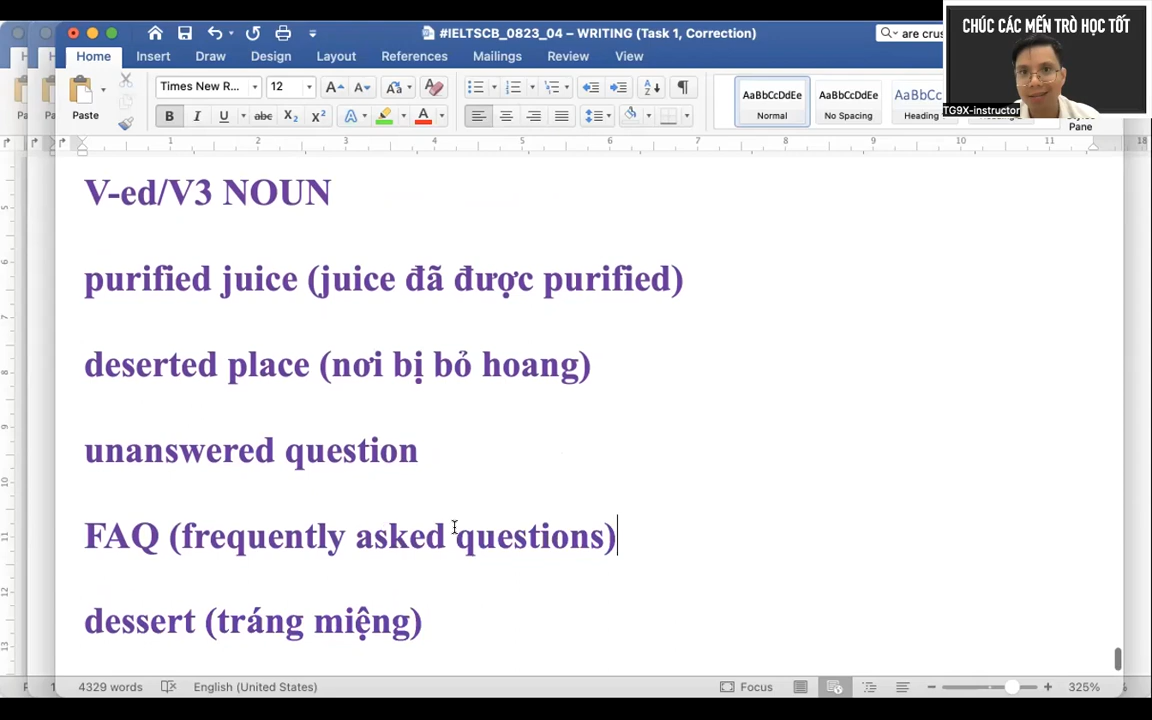 #IELTSCB_0823_04 – WRITING (Task 1, Correction)
are crus
CHÚC CÁC MẾN TRÒ HỌC TỐT
TG9X-instructor
Home Insert Draw Design Layout References Mailings Review View
Paste
Times New R... 12
AaBbCcDdEe
Normal
AaBbCcDdEe
No Spacing
AaBbCcD
Heading
Pane
V-ed/V3 NOUN
purified juice (juice đã được purified)
deserted place (nơi bị bỏ hoang)
unanswered question
FAQ (frequently asked questions)
dessert (tráng miệng)
4329 words English (United States) Focus 325%